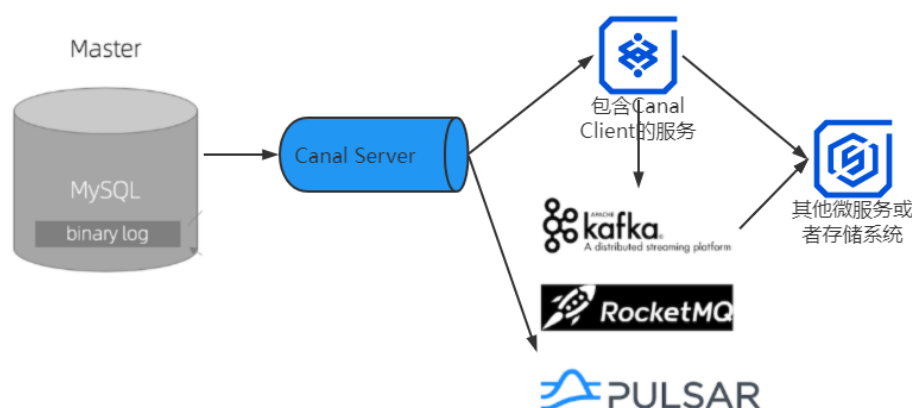 Master
MySQL
binary log
Canal Server
包含Canal
Client的服务
APACHE
kafka®
A distributed streaming platform
RocketMQ
PULSAR
其他微服务或
者存储系统